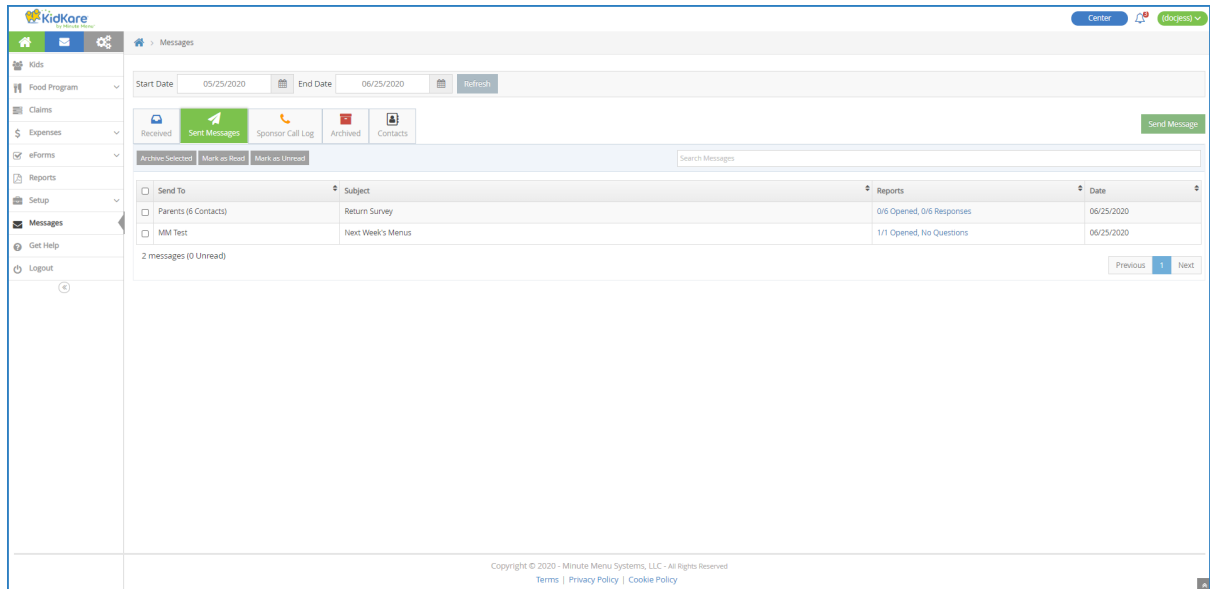 KidKare
by Minute Menu
Center
(docjess)
Messages
Kids
Food Program
Claims
Expenses
eForms
Reports
Setup
Messages
Get Help
Logout
Start Date 05/25/2020 End Date 06/25/2020 Refresh
Received Sent Messages Sponsor Call Log Archived Contacts
Send Message
Archive Selected Mark as Read Mark as Unread Search Messages
Send To Subject Reports Date
Parents (6 Contacts) Return Survey 0/6 Opened, 0/6 Responses 06/25/2020
MM Test Next Week's Menus 1/1 Opened, No Questions 06/25/2020
2 messages (0 Unread)
Previous 1 Next
Copyright © 2020 - Minute Menu Systems, LLC - All Rights Reserved
Terms | Privacy Policy | Cookie Policy